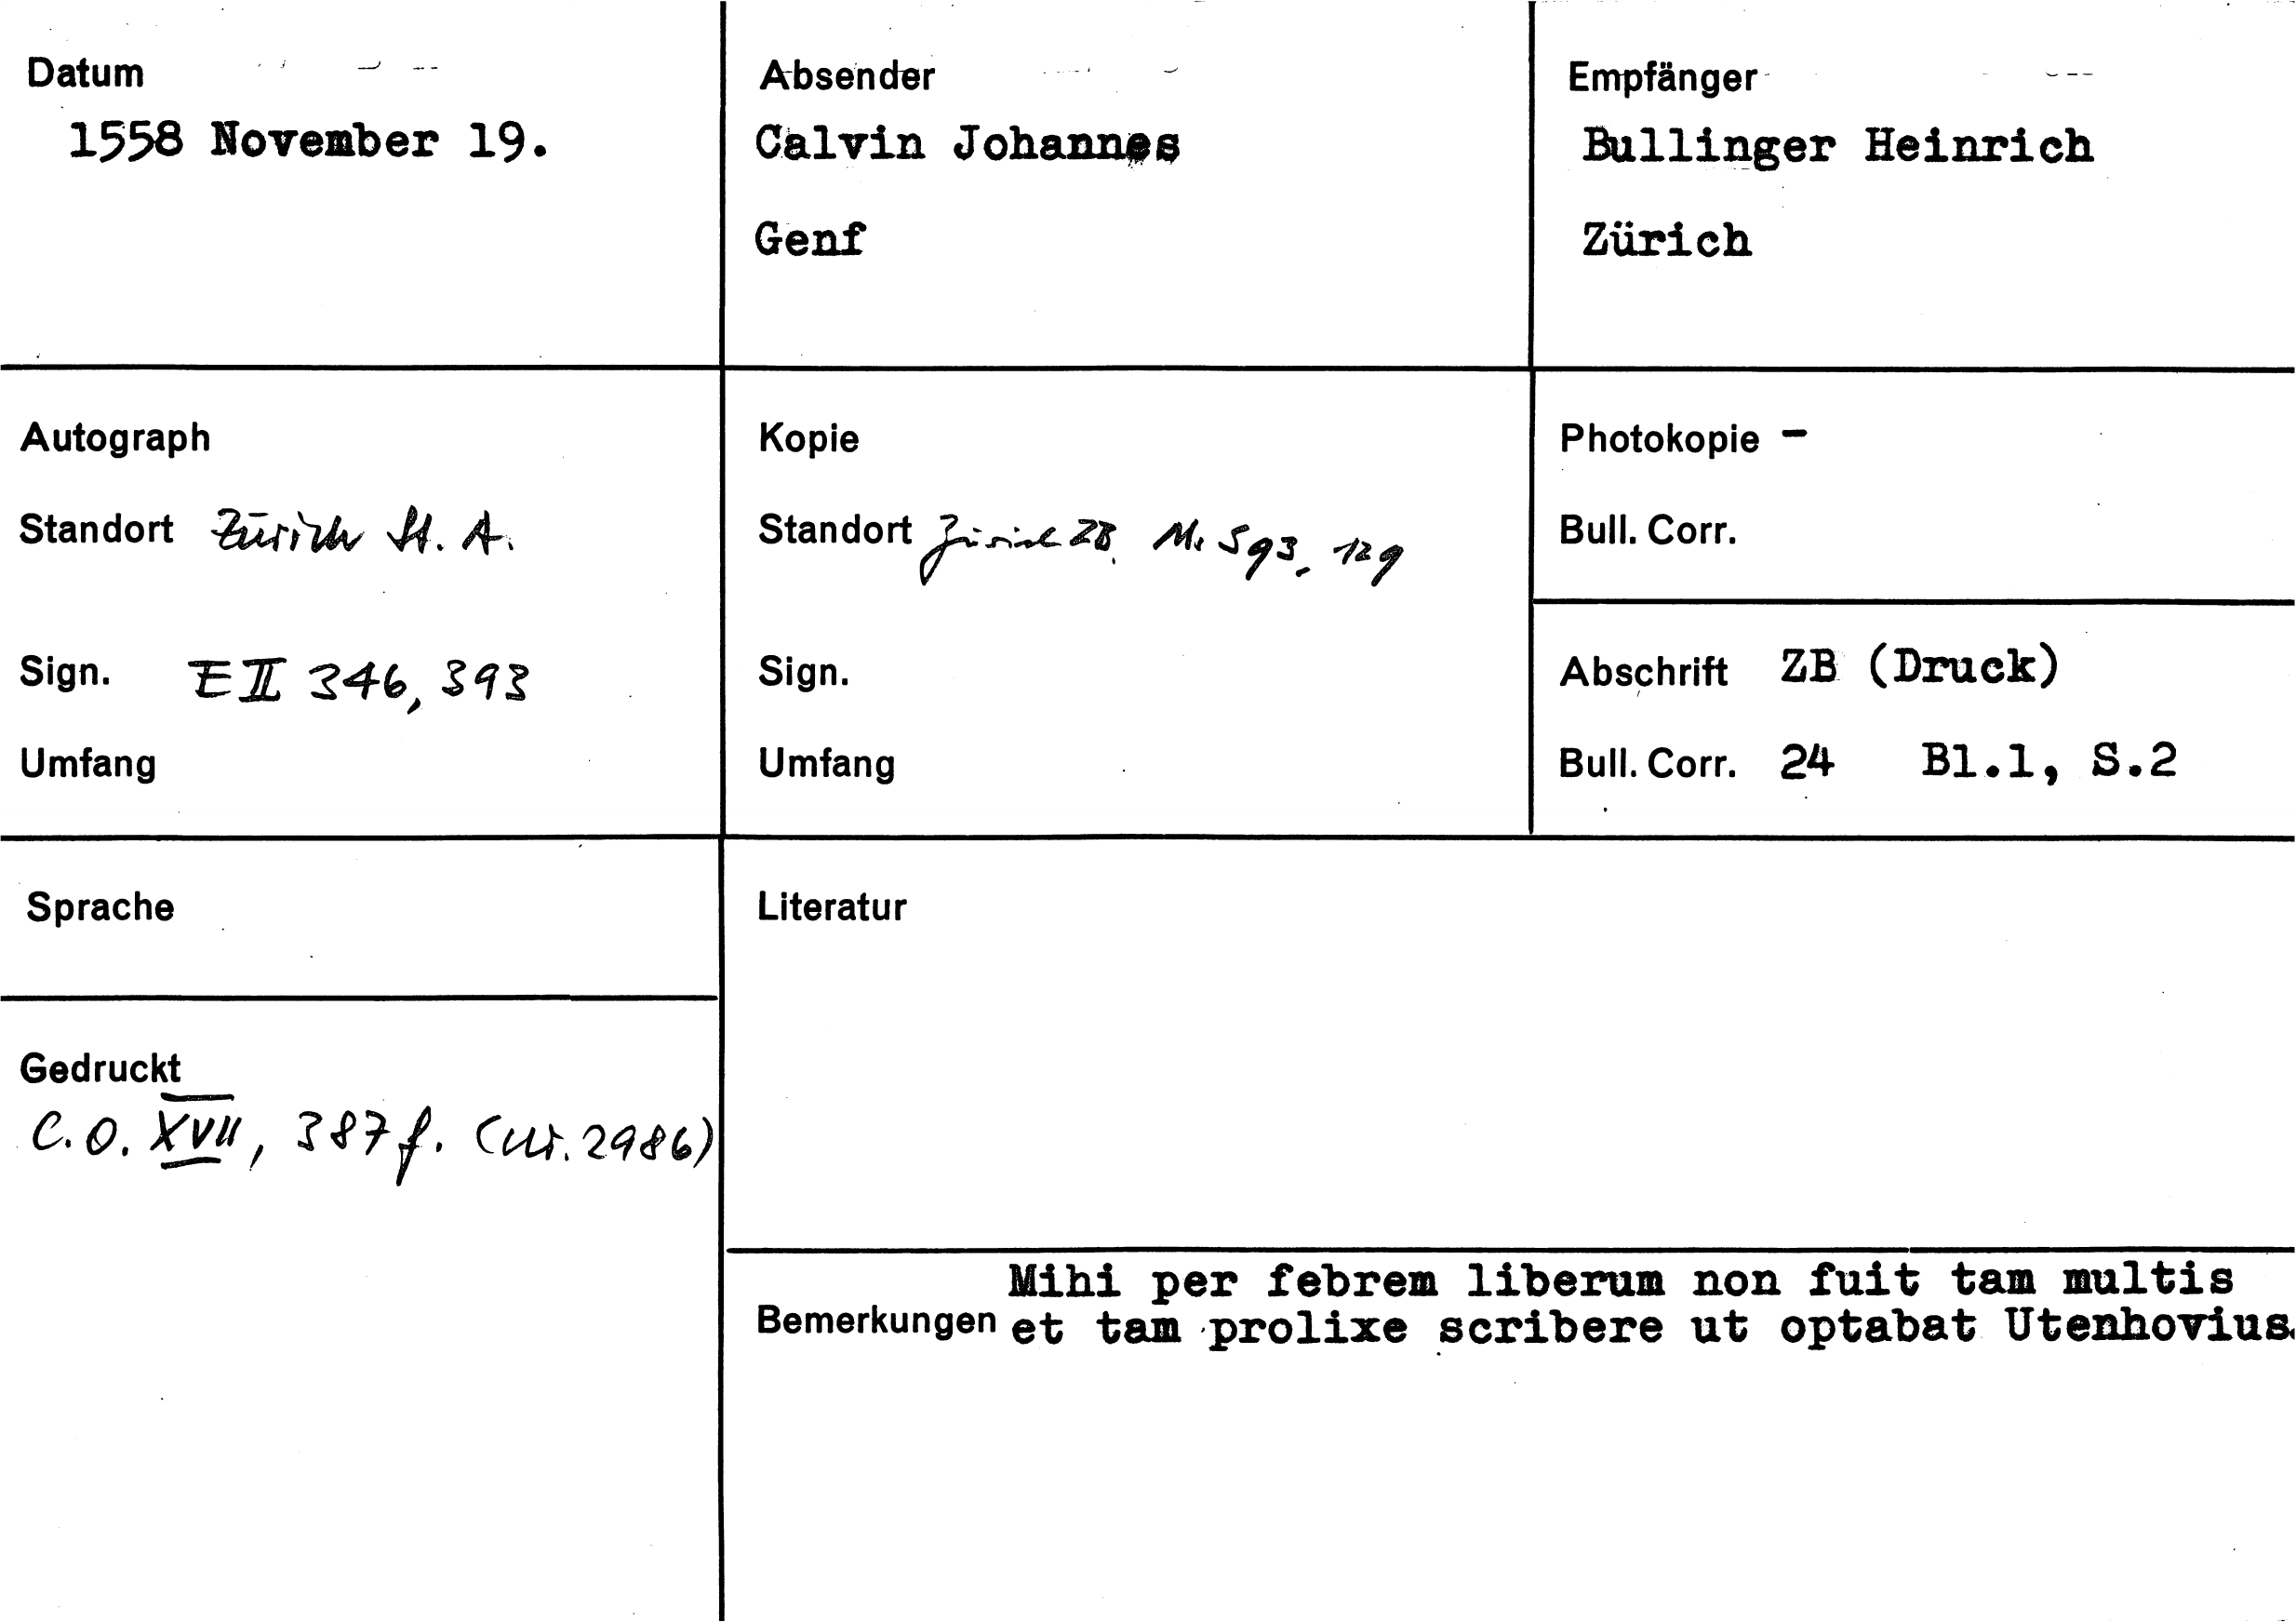 Datum
1558 November 19.
Absender
Calvin Johannes
Genf
Empfänger
Bullinger Heinrich
Zürich
Autograph
Standort Zürich St. A.
Sign. E II 346, 393
Umfang
Kopie
Standort Zürich ZB. Ms S 93, 129
Sign.
Umfang
Photokopie -
Bull. Corr.
Abschrift ZB (Druck)
Bull. Corr. 24 Bl.1, S.2
Sprache
Gedruckt
C. O. XVII, 387 f. (Nr. 2986)
Literatur
Bemerkungen
Mihi per febrem liberum non fuit tam multis
et tam prolixe scribere ut optabat Utenhovius.